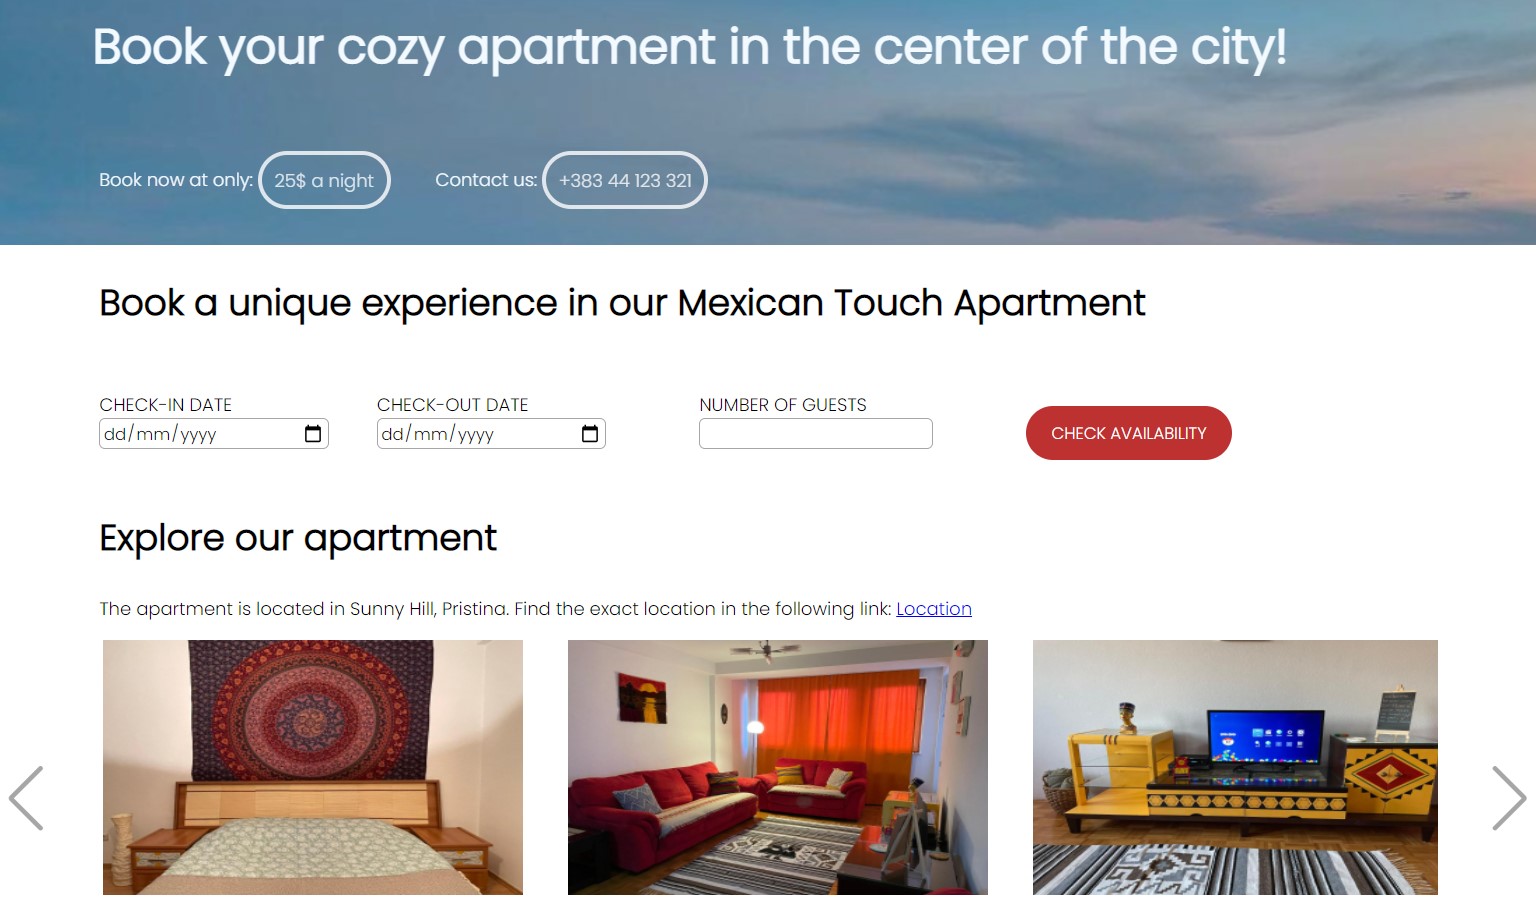 Book your cozy apartment in the center of the city!
Book now at only: 25$ a night Contact us: +383 44 123 321
Book a unique experience in our Mexican Touch Apartment
CHECK-IN DATE CHECK-OUT DATE NUMBER OF GUESTS
dd/mm/yyyy dd/mm/yyyy CHECK AVAILABILITY
Explore our apartment
The apartment is located in Sunny Hill, Pristina. Find the exact location in the following link: Location